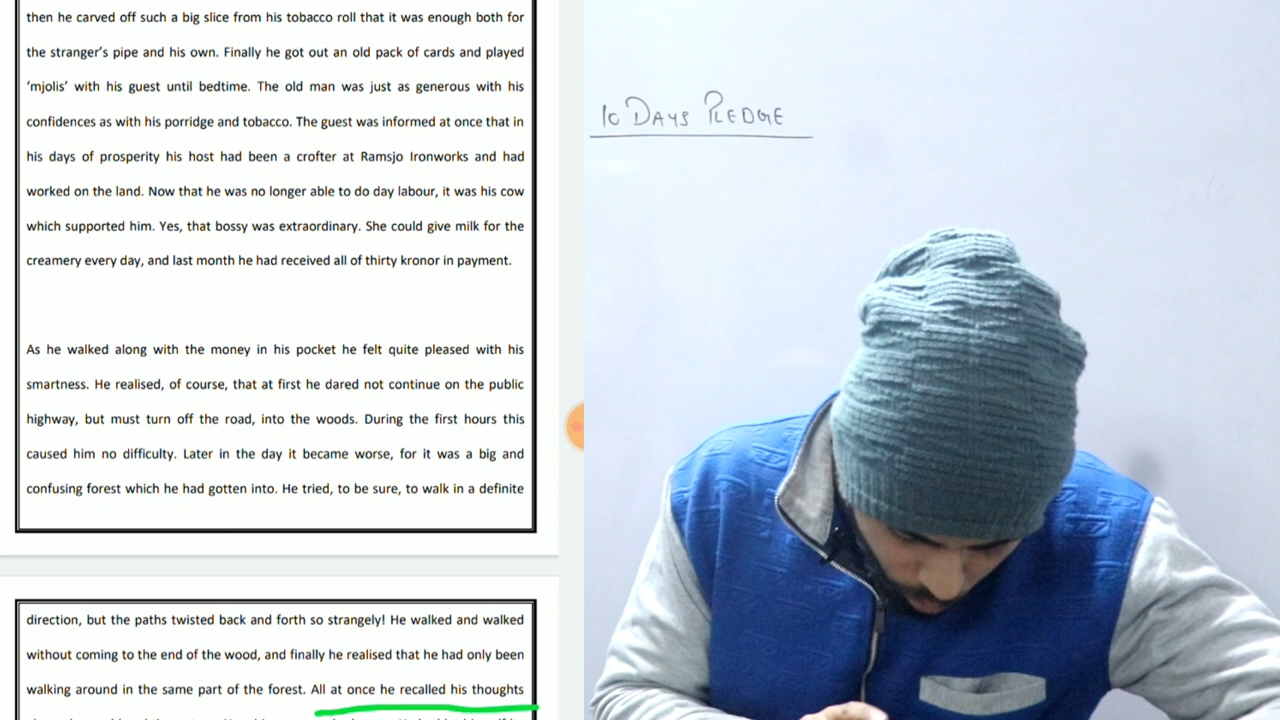 then he carved off such a big slice from his tobacco roll that it was enough both for
the stranger’s pipe and his own. Finally he got out an old pack of cards and played
‘mjolis’ with his guest until bedtime. The old man was just as generous with his
confidences as with his porridge and tobacco. The guest was informed at once that in
his days of prosperity his host had been a crofter at Ramsjo Ironworks and had
worked on the land. Now that he was no longer able to do day labour, it was his cow
which supported him. Yes, that bossy was extraordinary. She could give milk for the
creamery every day, and last month he had received all of thirty kronor in payment.
As he walked along with the money in his pocket he felt quite pleased with his
smartness. He realised, of course, that at first he dared not continue on the public
highway, but must turn off the road, into the woods. During the first hours this
caused him no difficulty. Later in the day it became worse, for it was a big and
confusing forest which he had gotten into. He tried, to be sure, to walk in a definite
direction, but the paths twisted back and forth so strangely! He walked and walked
without coming to the end of the wood, and finally he realised that he had only been
walking around in the same part of the forest. All at once he recalled his thoughts
10 DAYS PLEDGE